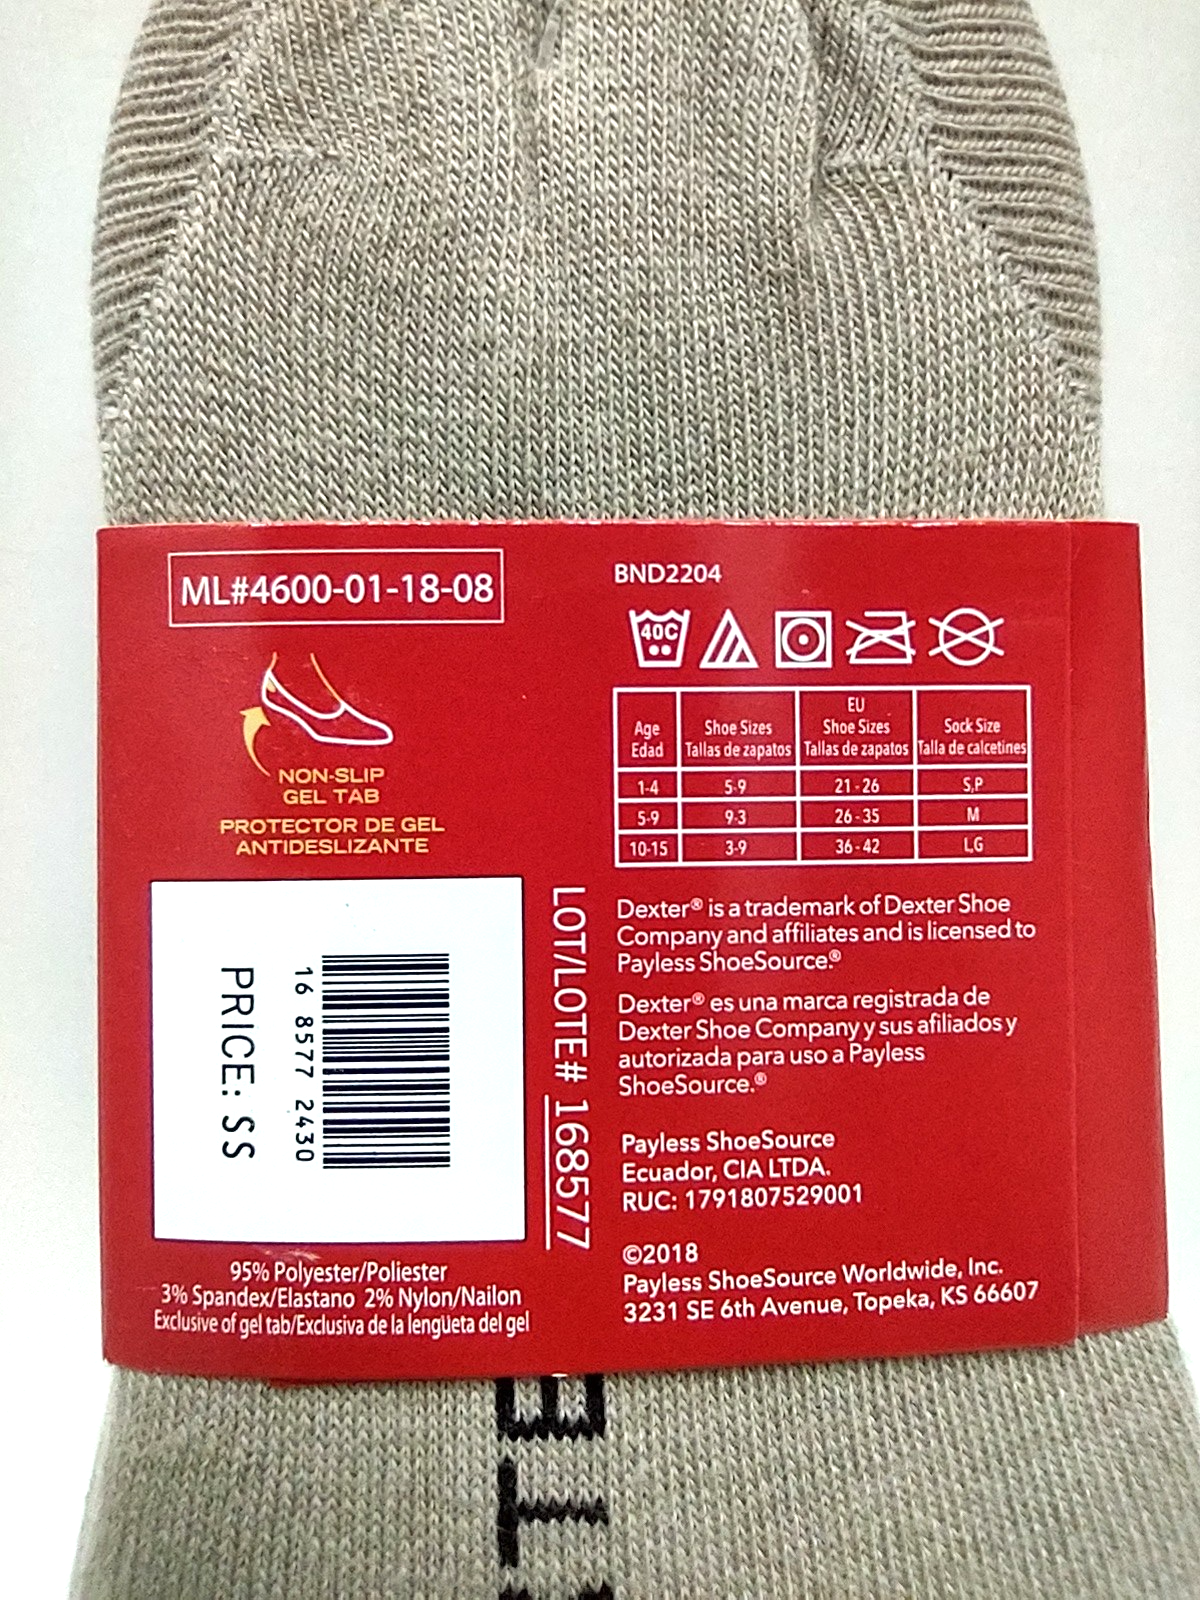 ML#4600-01-18-08
NON-SLIP
GEL TAB
PROTECTOR DE GEL
ANTIDESLIZANTE
PRICE: SS
16 8577 2430
LOT/LOTE# 168577
95% Polyester/Poliester
3% Spandex/Elastano 2% Nylon/Nailon
Exclusive of gel tab/Exclusiva de la lengüeta del gel
BND2204
40C
Age Edad | Shoe Sizes Tallas de zapatos | EU Shoe Sizes Tallas de zapatos | Sock Size Talla de calcetines
1-4 5-9 21-26 S,P
5-9 9-3 26-35 M
10-15 3-9 36-42 L,G
Dexter® is a trademark of Dexter Shoe
Company and affiliates and is licensed to
Payless ShoeSource.®
Dexter® es una marca registrada de
Dexter Shoe Company y sus afiliados y
autorizada para uso a Payless
ShoeSource.®
Payless ShoeSource
Ecuador, CIA LTDA.
RUC: 1791807529001
©2018
Payless ShoeSource Worldwide, Inc.
3231 SE 6th Avenue, Topeka, KS 66607